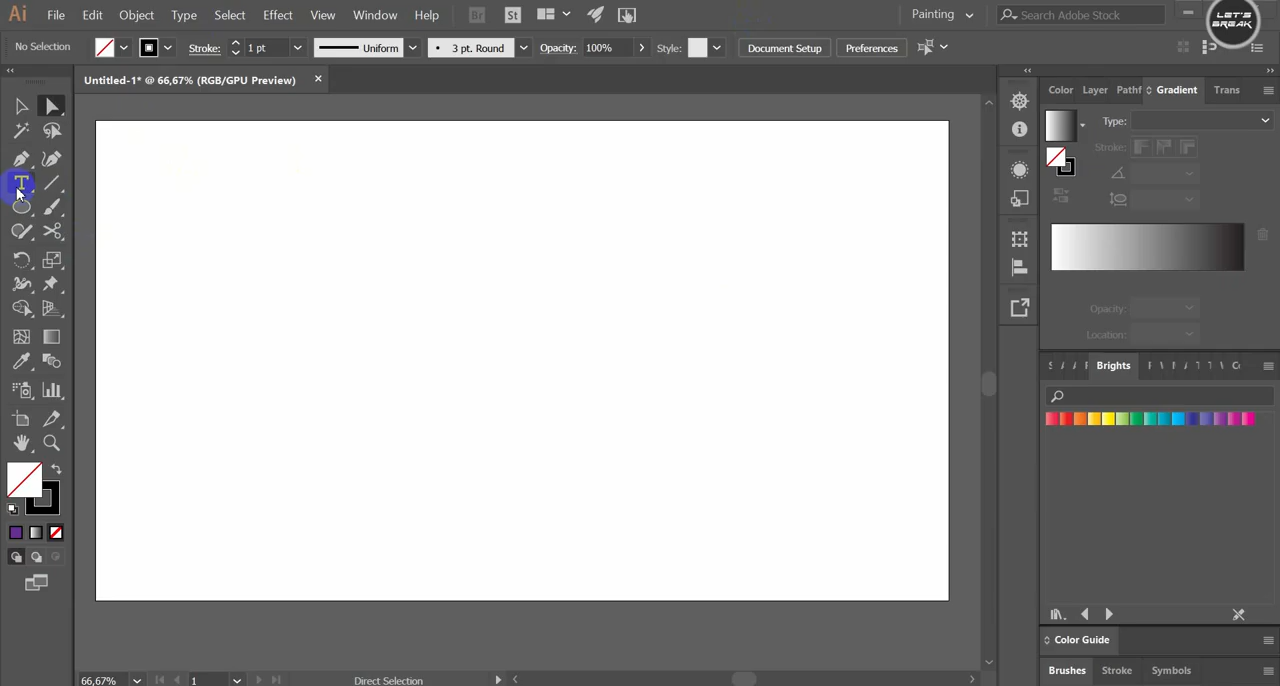 Ai File Edit Object Type Select Effect View Window Help Br St Painting Search Adobe Stock LET'S BREAK
No Selection Stroke: 1 pt Uniform 3 pt. Round Opacity: 100% Style: Document Setup Preferences
Untitled-1* @ 66,67% (RGB/GPU Preview)
Color Layer Pathf Gradient Trans
Type:
Stroke:
Opacity:
Location:
Brights
Color Guide
Brushes Stroke Symbols
66,67% 1 Direct Selection